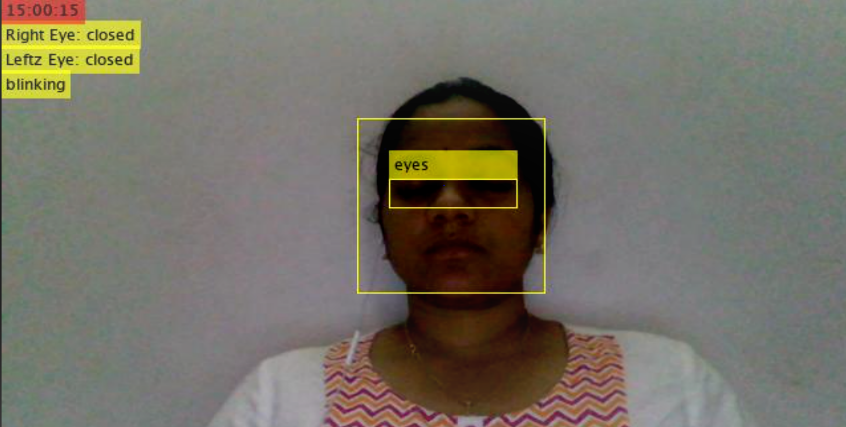 15:00:15
Right Eye: closed
Leftz Eye: closed
blinking
eyes